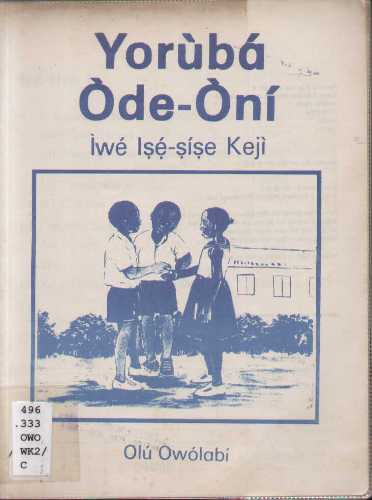 Yorùbá
Òde-Òní
Ìwé Iṣẹ́-ṣíṣe Kejì
496
.333
OWO
WK2/
C
Olú Owólabí